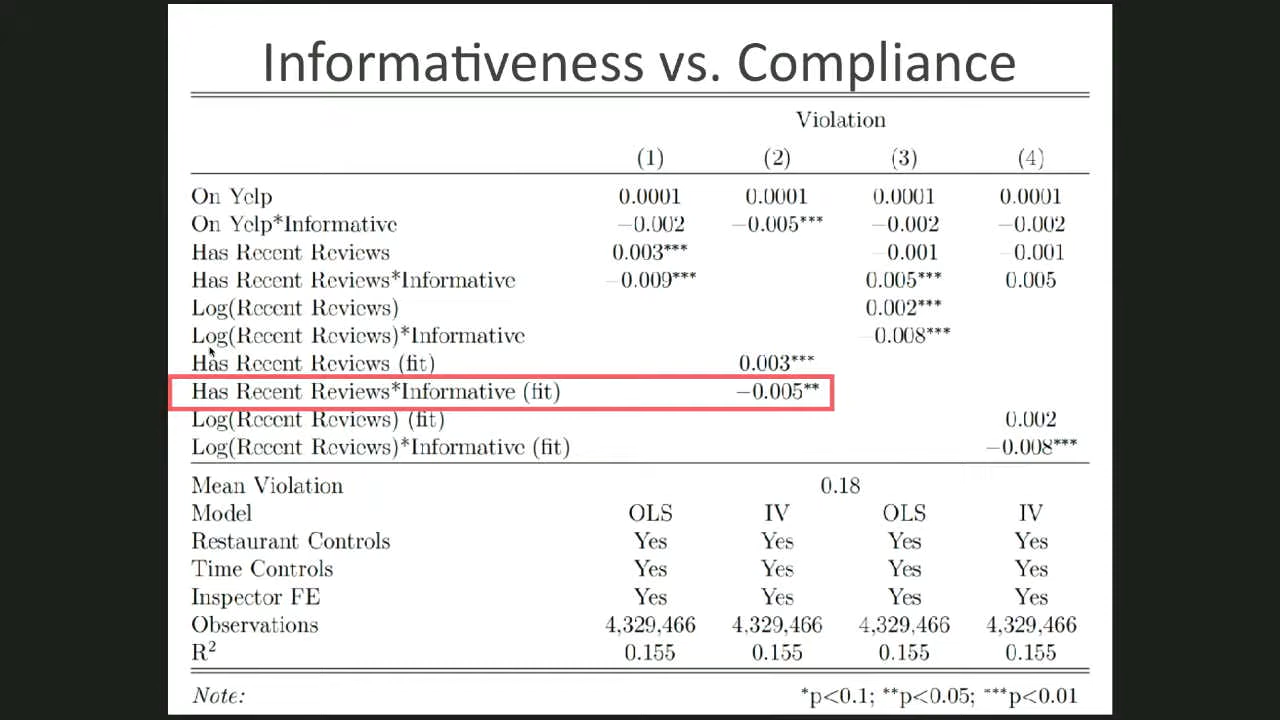 Informativeness vs. Compliance
Violation
(1) (2) (3) (4)
On Yelp 0.0001 0.0001 0.0001 0.0001
On Yelp*Informative −0.002 −0.005*** −0.002 −0.002
Has Recent Reviews 0.003*** −0.001 −0.001
Has Recent Reviews*Informative −0.009*** 0.005*** 0.005
Log(Recent Reviews) 0.002***
Log(Recent Reviews)*Informative −0.008***
Has Recent Reviews (fit) 0.003***
Has Recent Reviews*Informative (fit) −0.005**
Log(Recent Reviews) (fit) 0.002
Log(Recent Reviews)*Informative (fit) −0.008***
Mean Violation 0.18
Model OLS IV OLS IV
Restaurant Controls Yes Yes Yes Yes
Time Controls Yes Yes Yes Yes
Inspector FE Yes Yes Yes Yes
Observations 4,329,466 4,329,466 4,329,466 4,329,466
R² 0.155 0.155 0.155 0.155
Note: *p<0.1; **p<0.05; ***p<0.01